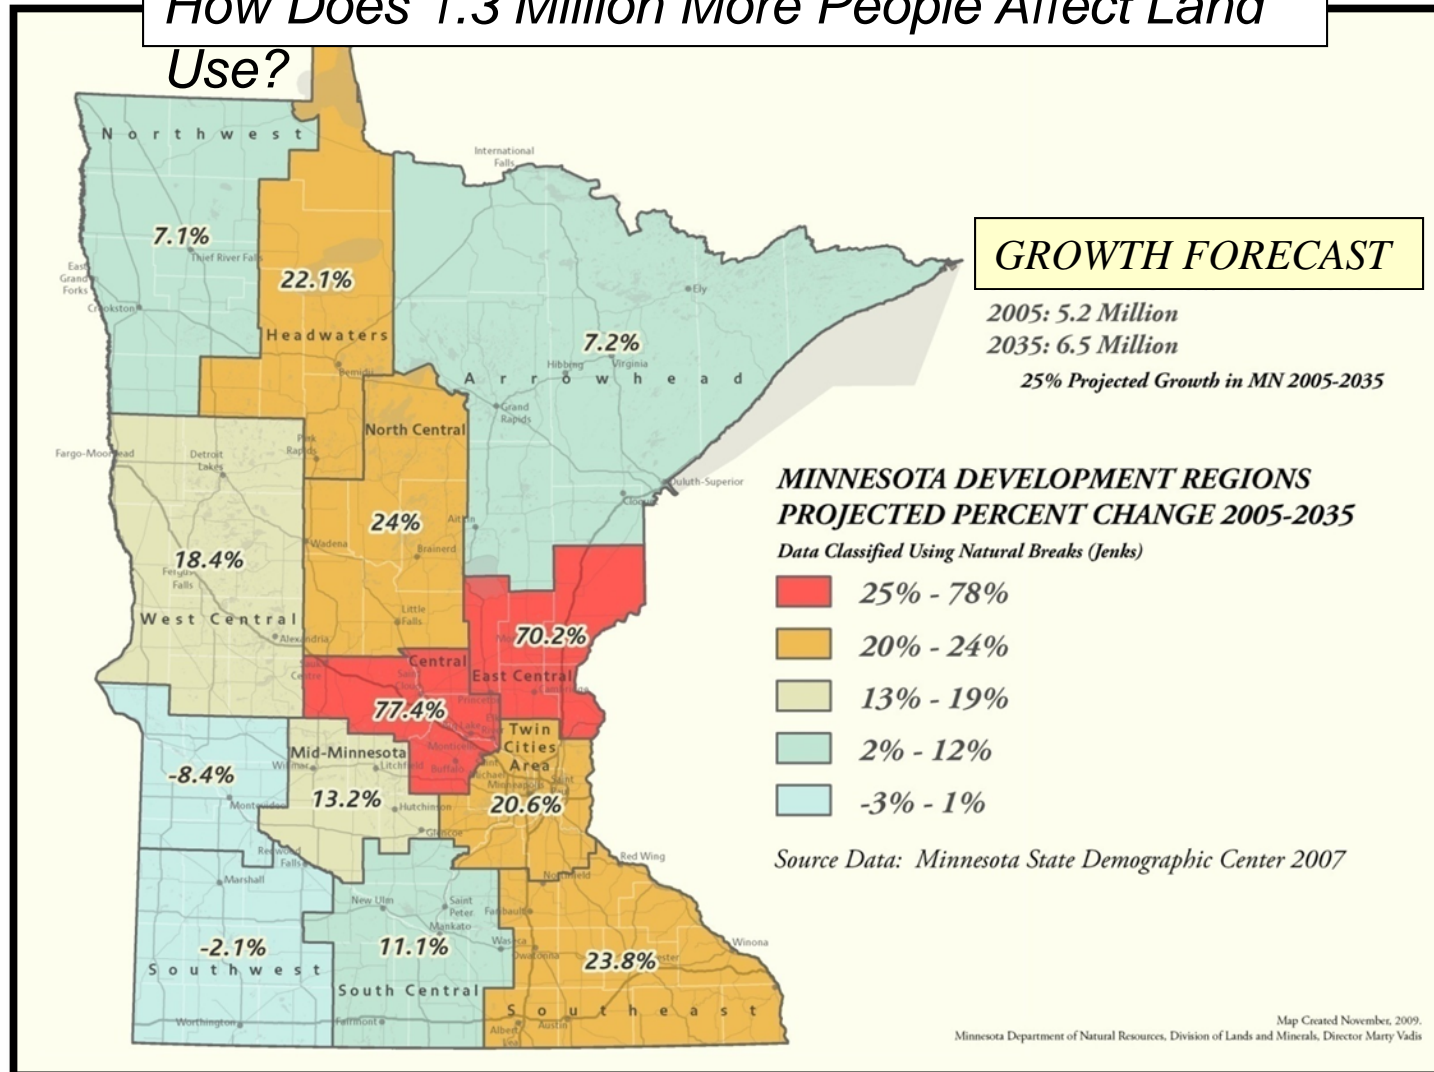 How Does 1.3 Million More People Affect Land
Use?
Northwest
International
Falls
7.1%
Thief River Falls
East
Grand
Forks
Crookston
22.1%
Headwaters
Bemidji
Ely
7.2%
Hibbing
Virginia
Arrowhead
Grand
Rapids
GROWTH FORECAST
2005: 5.2 Million
2035: 6.5 Million
25% Projected Growth in MN 2005-2035
North Central
Park
Rapids
Fargo-Moorhead
Detroit
Lakes
Duluth-Superior
Cloquet
24%
Aitkin
Wadena
Brainerd
18.4%
Fergus
Falls
Little
Falls
West Central
Alexandria
MINNESOTA DEVELOPMENT REGIONS
PROJECTED PERCENT CHANGE 2005-2035
Data Classified Using Natural Breaks (Jenks)
25% - 78%
20% - 24%
13% - 19%
2% - 12%
-3% - 1%
Source Data: Minnesota State Demographic Center 2007
70.2%
East Central
Cambridge
Central
Sauk
Centre
Saint
Cloud
Princeton
77.4%
Monticello
Buffalo
Twin
Cities
Area
Minneapolis
Saint
20.6%
Mid-Minnesota
Willmar
Litchfield
13.2%
Hutchinson
Glencoe
-8.4%
Montevideo
Redwood
Falls
Marshall
-2.1%
Southwest
Worthington
New Ulm
Saint
Peter
Mankato
11.1%
Waseca
South Central
Fairmont
Red Wing
Northfield
Faribault
Owatonna
Winona
23.8%
Southeast
Albert
Lea
Austin
Map Created November, 2009.
Minnesota Department of Natural Resources, Division of Lands and Minerals, Director Marty Vadis